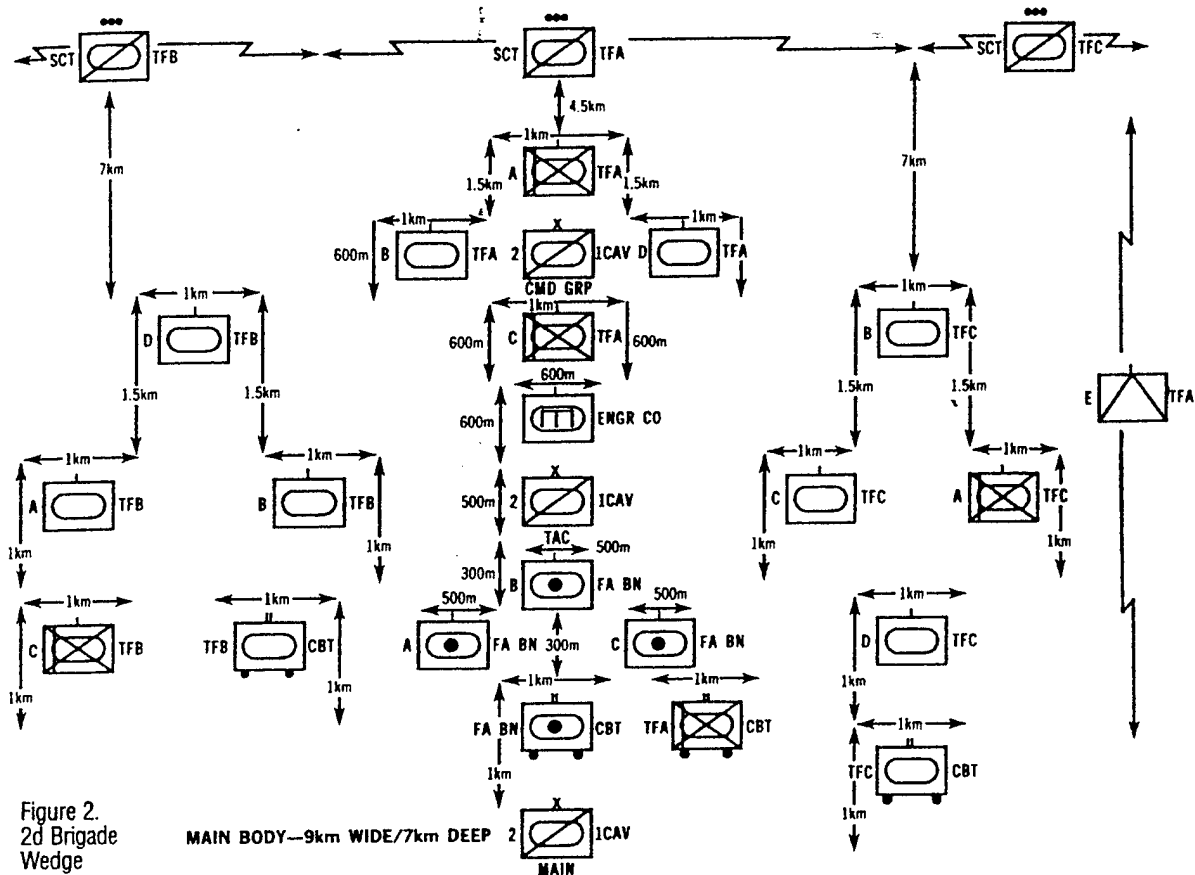 SCT TFB SCT TFA SCT TFC
4.5km
1km
7km 7km
A TFA
1.5km 1.5km
1km 1km
B TFA 2 1CAV D TFA
600m
CMD GRP
1km 1km 1km
D TFB C TFA B TFC
600m 600m
600m
1.5km 1.5km ENGR CO 1.5km 1.5km E TFA
600m
1km 1km 1km 1km
A TFB B TFB 500m 2 1CAV C TFC A TFC
TAC
500m
1km 1km 1km 1km
300m B FA BN
1km 1km 500m 500m 1km
C TFB TFB CBT A FA BN 300m C FA BN D TFC
1km 1km 1km 1km 1km
FA BN CBT TFA CBT 1km
1km TFC CBT
1km
Figure 2.
2d Brigade
Wedge
MAIN BODY—9km WIDE/7km DEEP 2 1CAV
MAIN
X
X
X